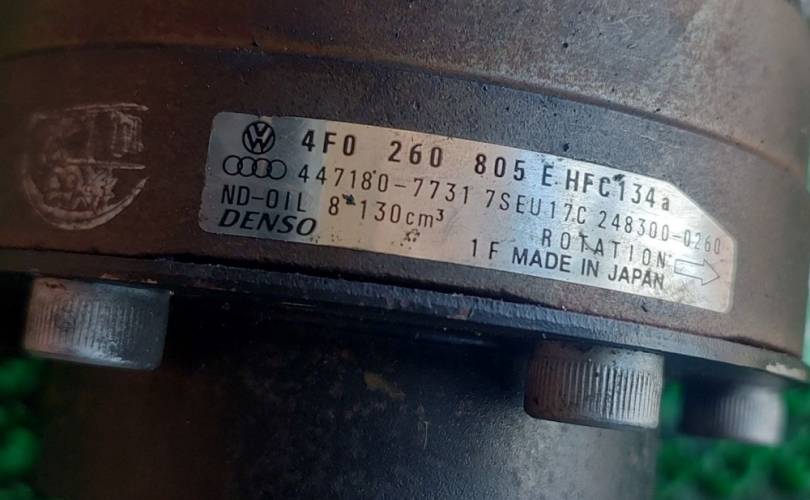 4F0 260 805 E HFC134a
447180-7731 7SEU17C 248300-0260
ND-OIL 8 130cm³ ROTATION
DENSO 1F MADE IN JAPAN